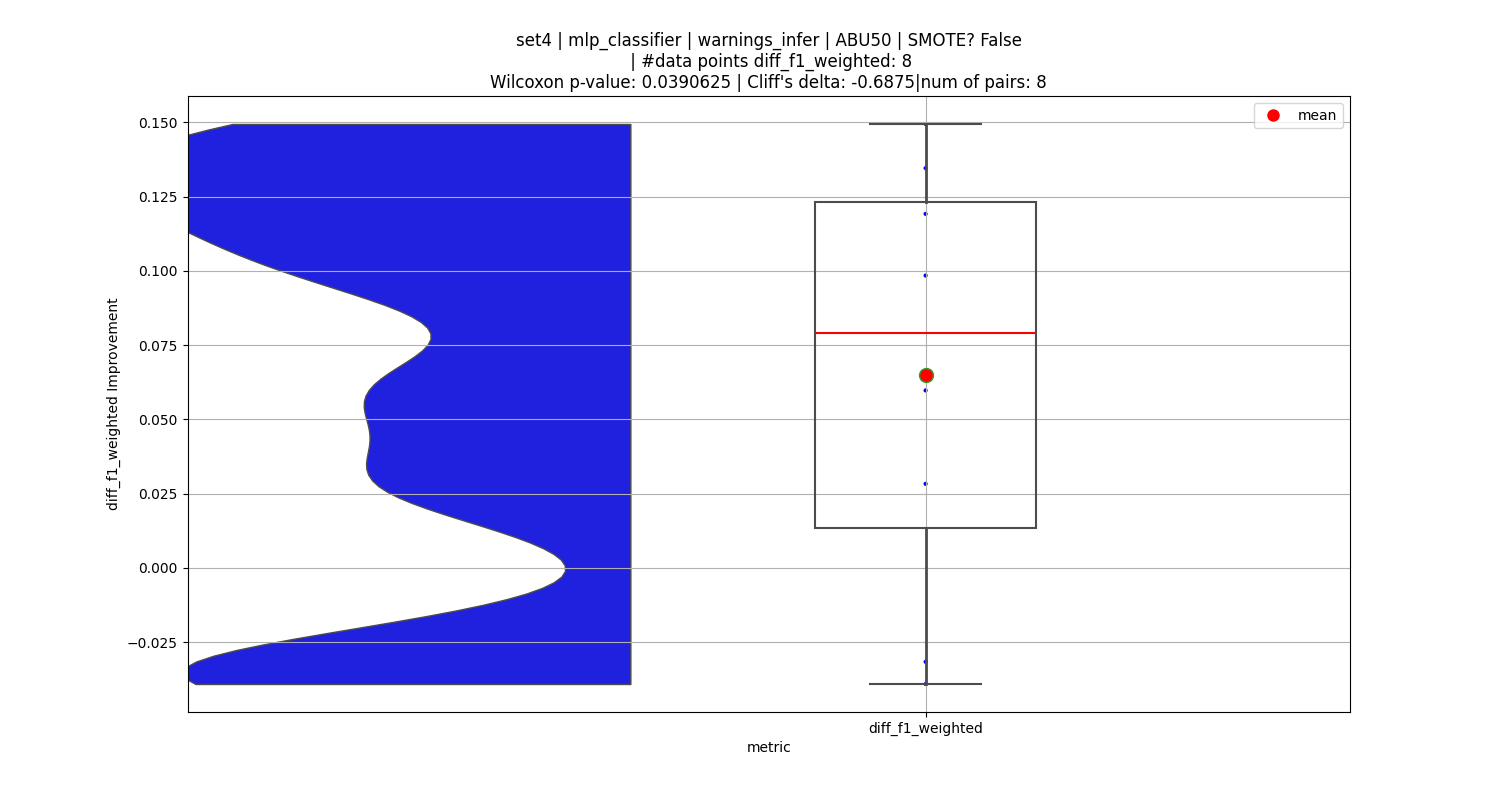 set4 | mlp_classifier | warnings_infer | ABU50 | SMOTE? False
| #data points diff_f1_weighted: 8
Wilcoxon p-value: 0.0390625 | Cliff's delta: -0.6875|num of pairs: 8
mean
0.150
0.125
0.100
0.075
0.050
0.025
0.000
−0.025
diff_f1_weighted Improvement
diff_f1_weighted
metric